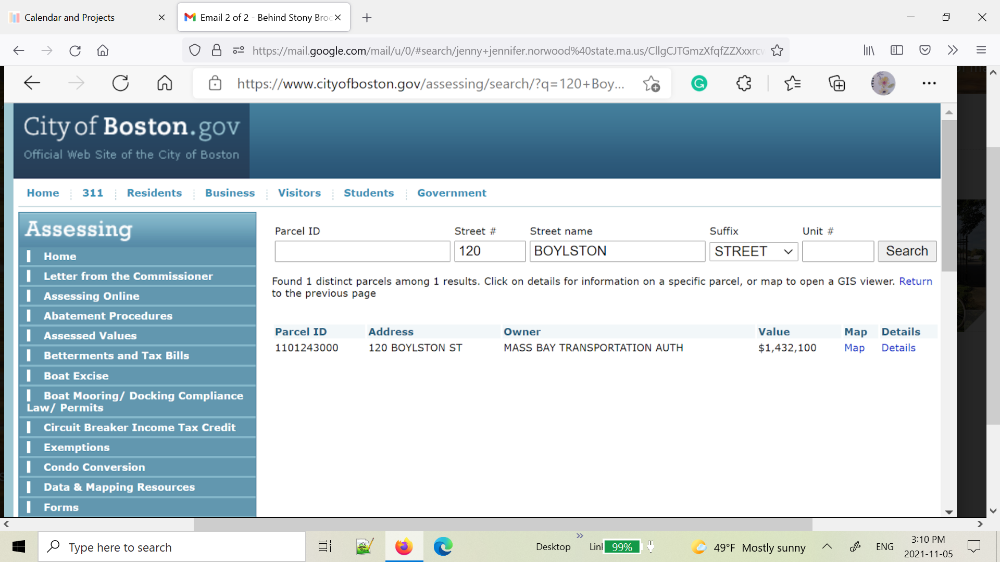 Calendar and Projects
Email 2 of 2 - Behind Stony Broo
https://mail.google.com/mail/u/0/#search/jenny+jennifer.norwood%40state.ma.us/CllgCJTGmzXfqfZZXxxrcw
https://www.cityofboston.gov/assessing/search/?q=120+Boy...
City of Boston.gov
Official Web Site of the City of Boston
Home 311 Residents Business Visitors Students Government
Assessing
Home
Letter from the Commissioner
Assessing Online
Abatement Procedures
Assessed Values
Betterments and Tax Bills
Boat Excise
Boat Mooring/ Docking Compliance
Law/ Permits
Circuit Breaker Income Tax Credit
Exemptions
Condo Conversion
Data & Mapping Resources
Forms
Parcel ID Street # Street name Suffix Unit #
120 BOYLSTON STREET Search
Found 1 distinct parcels among 1 results. Click on details for information on a specific parcel, or map to open a GIS viewer. Return
to the previous page
Parcel ID Address Owner Value Map Details
1101243000 120 BOYLSTON ST MASS BAY TRANSPORTATION AUTH $1,432,100 Map Details
Type here to search
Desktop
Lin
99%
49°F Mostly sunny
ENG
3:10 PM
2021-11-05